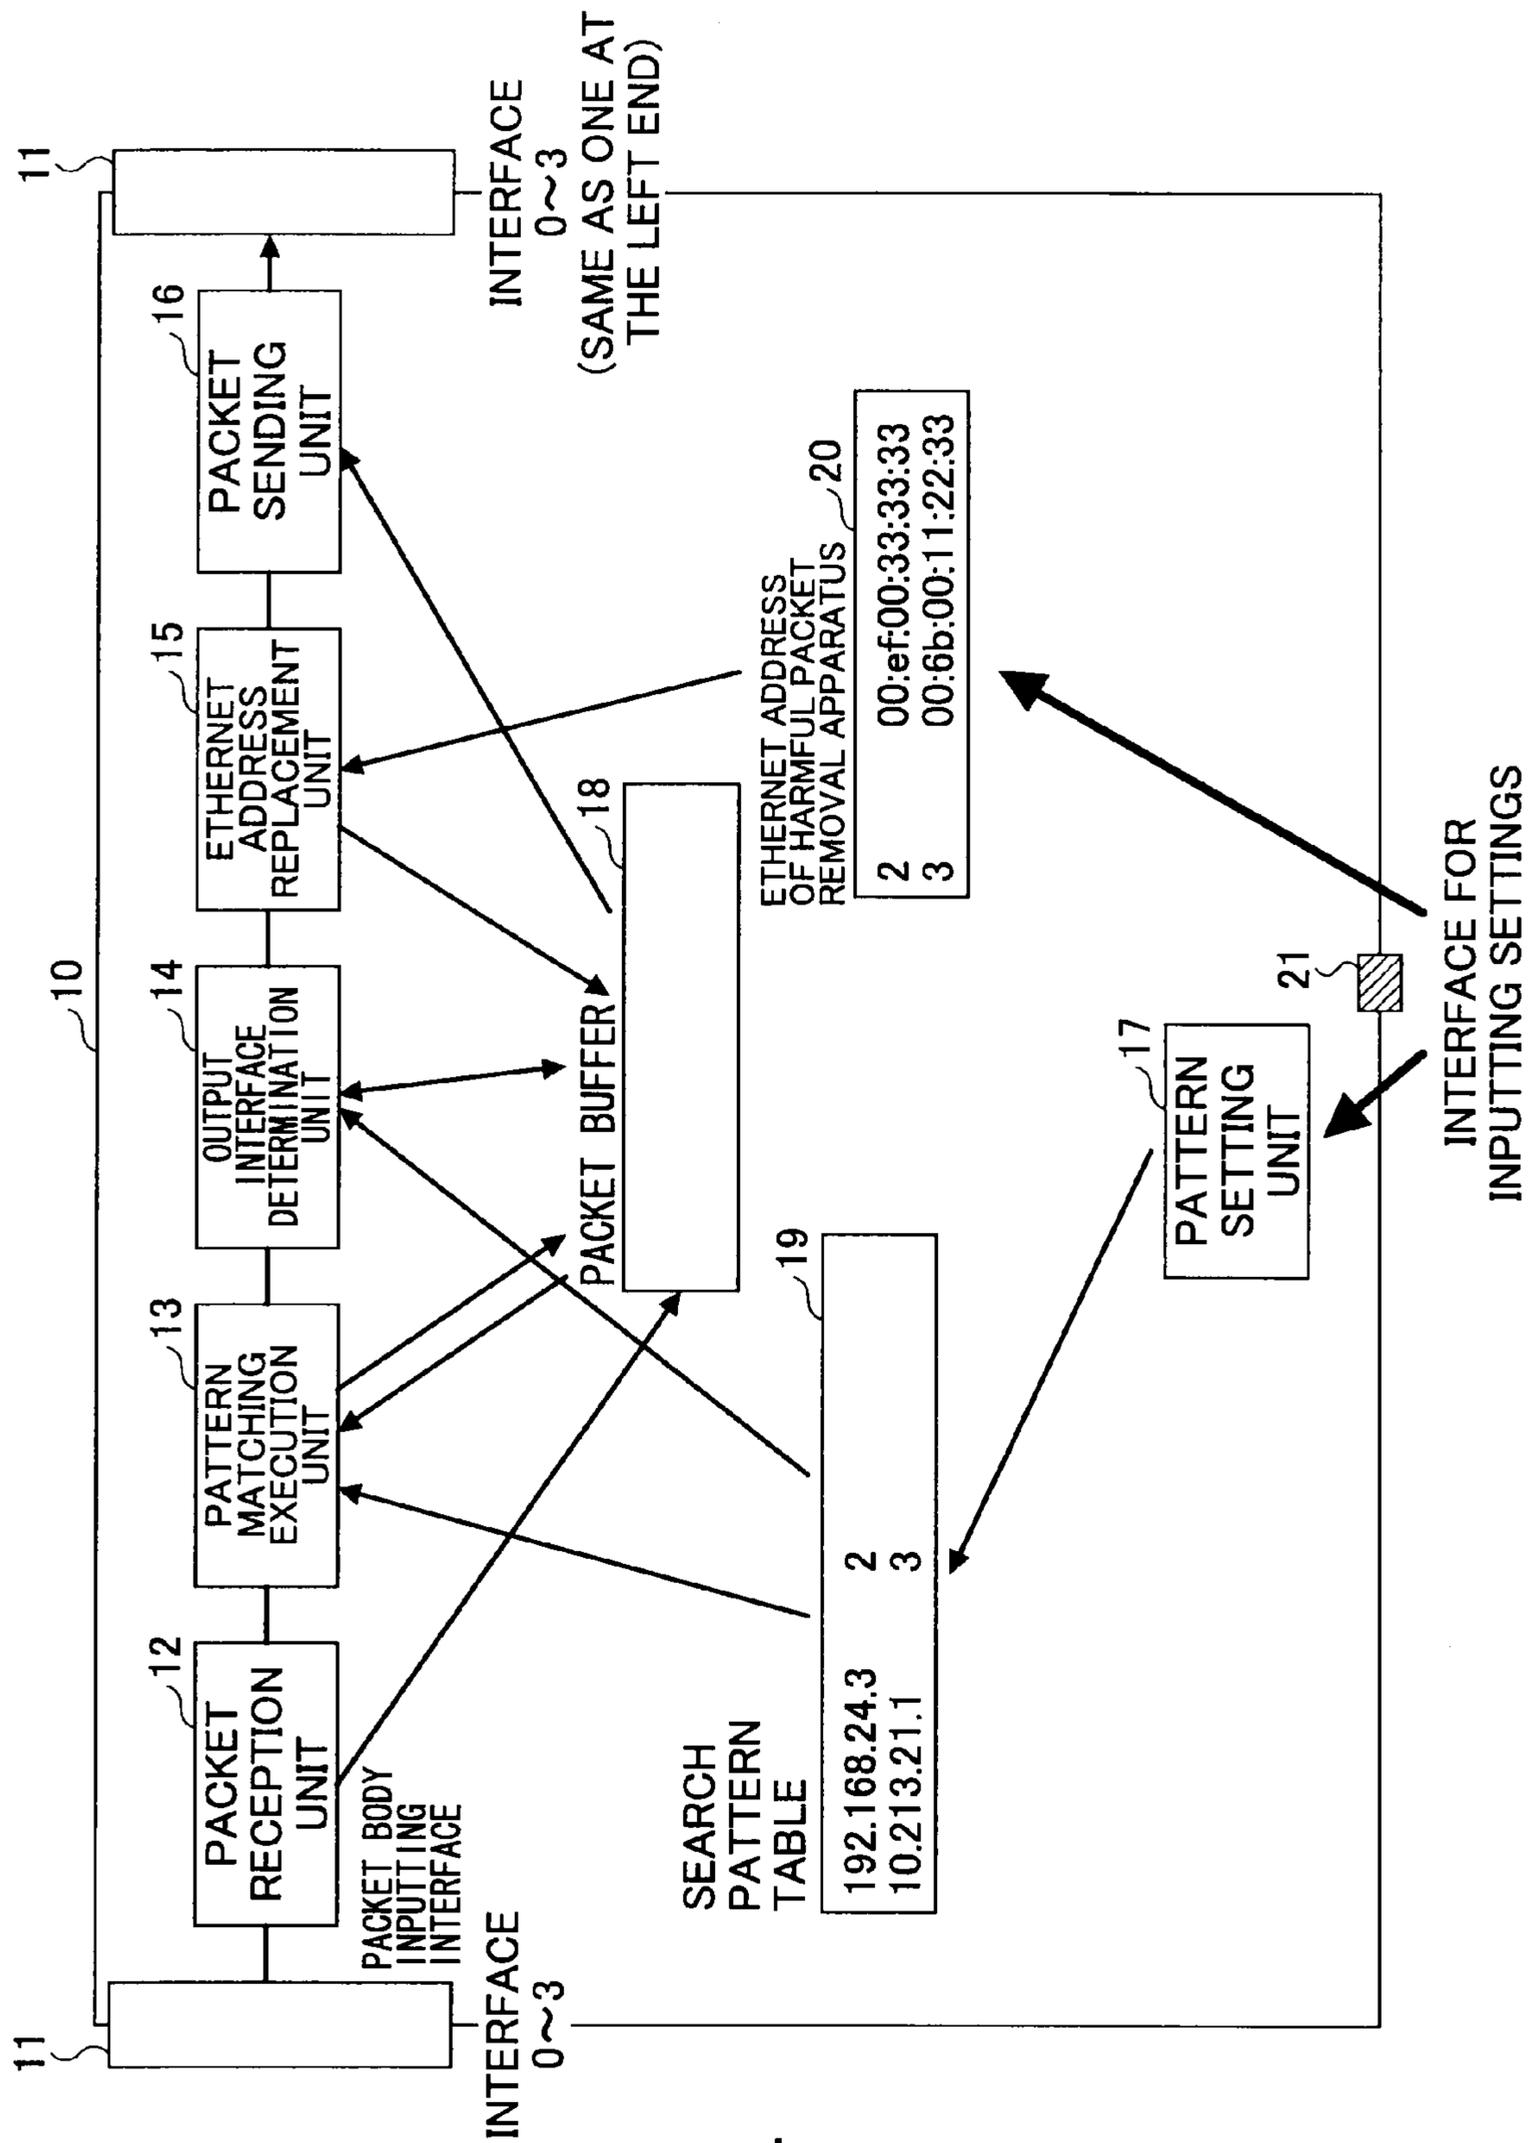 10
11
11
12
13
14
15
16
PACKET
RECEPTION
UNIT
PATTERN
MATCHING
EXECUTION
UNIT
OUTPUT
INTERFACE
DETERMINATION
UNIT
ETHERNET
ADDRESS
REPLACEMENT
UNIT
PACKET
SENDING
UNIT
PACKET BODY
INPUTTING
INTERFACE
INTERFACE
0~3
INTERFACE
0~3
(SAME AS ONE AT
THE LEFT END)
PACKET BUFFER
18
SEARCH
PATTERN
TABLE
19
192.168.24.3 2
10.213.21.1 3
ETHERNET ADDRESS
OF HARMFUL PACKET
REMOVAL APPARATUS
20
2 00:ef:00:33:33:33
3 00:6b:00:11:22:33
17
PATTERN
SETTING
UNIT
21
INTERFACE FOR
INPUTTING SETTINGS